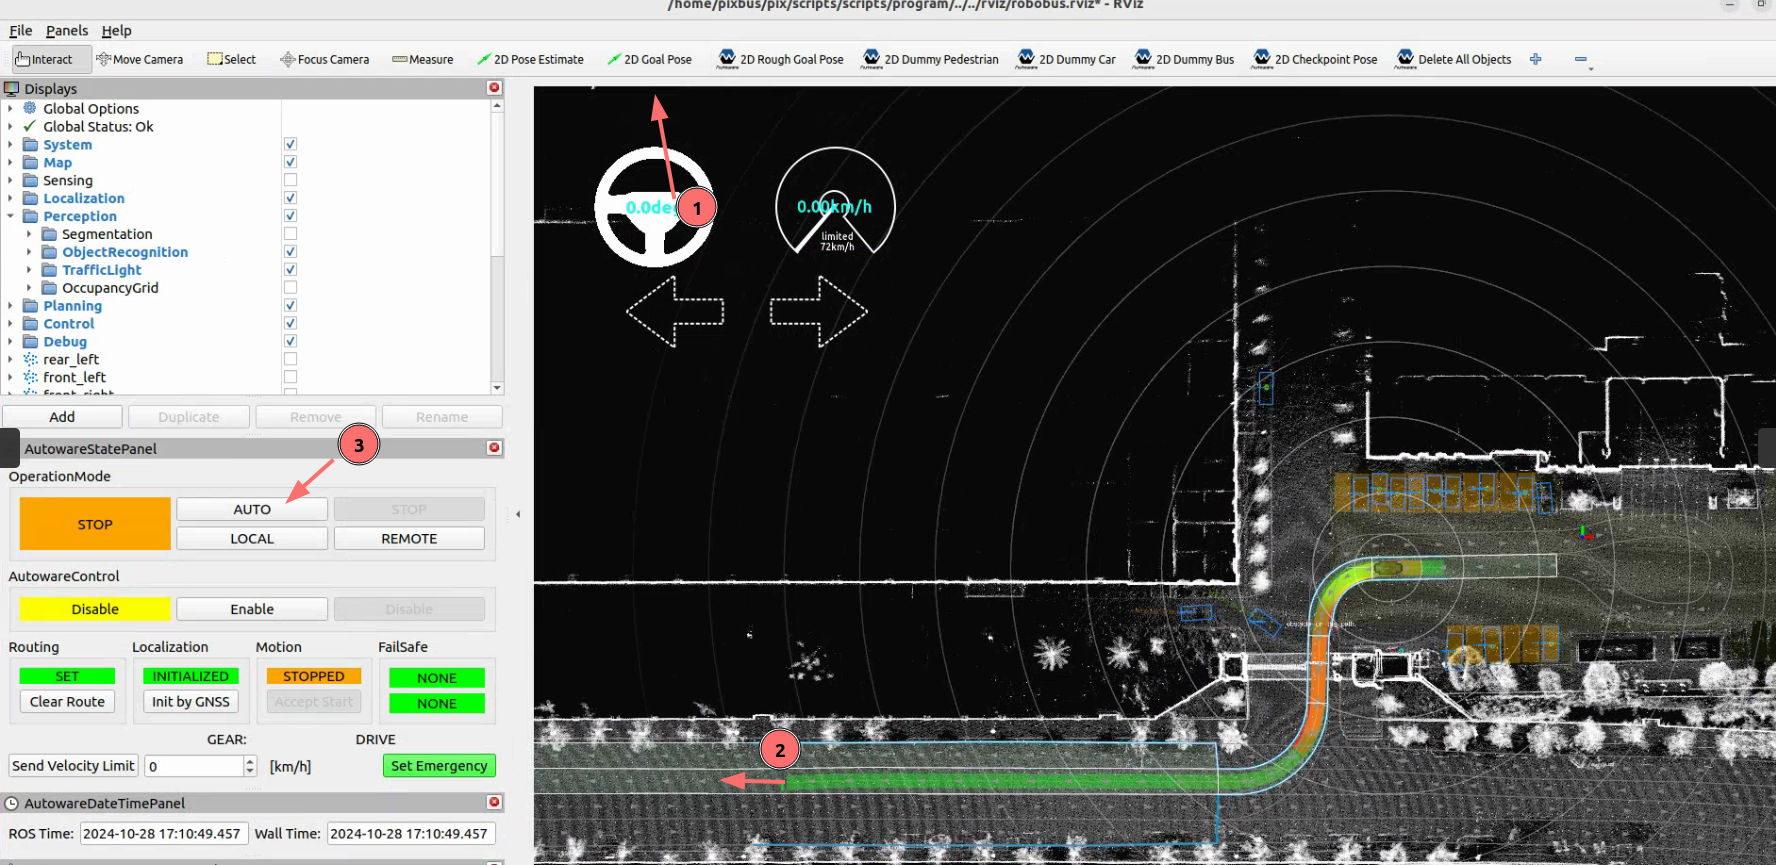 /home/pixbus/pix/scripts/scripts/program/../../rviz/robobus.rviz* - RViz
File Panels Help
Interact Move Camera Select Focus Camera Measure 2D Pose Estimate 2D Goal Pose 2D Rough Goal Pose 2D Dummy Pedestrian 2D Dummy Car 2D Dummy Bus 2D Checkpoint Pose Delete All Objects
Displays
Global Options
Global Status: Ok
System
Map
Sensing
Localization
Perception
Segmentation
ObjectRecognition
TrafficLight
OccupancyGrid
Planning
Control
Debug
rear_left
front_left
front_right
Add Duplicate Remove Rename
AutowareStatePanel
OperationMode
STOP AUTO STOP
LOCAL REMOTE
AutowareControl
Disable Enable Disable
Routing Localization Motion FailSafe
SET INITIALIZED STOPPED NONE
Clear Route Init by GNSS Accept Start NONE
GEAR: DRIVE
Send Velocity Limit 0 [km/h] Set Emergency
AutowareDateTimePanel
ROS Time: 2024-10-28 17:10:49.457 Wall Time: 2024-10-28 17:10:49.457
0.0deg 1
0.00km/h
limited
72km/h
3
2